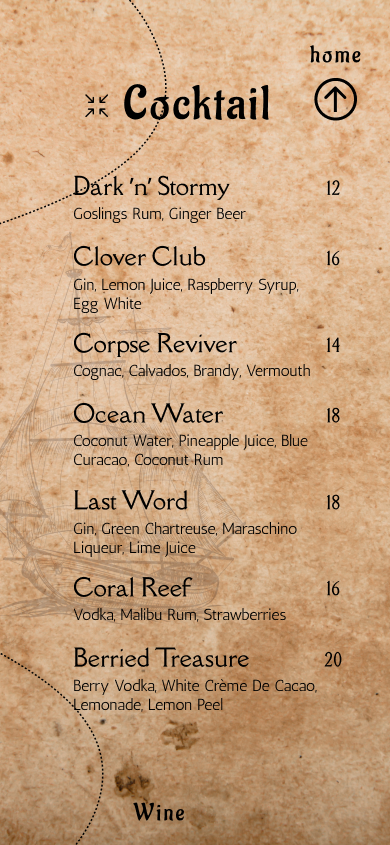 home
Cocktail
Dark 'n' Stormy 12
Goslings Rum, Ginger Beer
Clover Club 16
Gin, Lemon Juice, Raspberry Syrup,
Egg White
Corpse Reviver 14
Cognac, Calvados, Brandy, Vermouth
Ocean Water 18
Coconut Water, Pineapple Juice, Blue
Curacao, Coconut Rum
Last Word 18
Gin, Green Chartreuse, Maraschino
Liqueur, Lime Juice
Coral Reef 16
Vodka, Malibu Rum, Strawberries
Berried Treasure 20
Berry Vodka, White Crème De Cacao,
Lemonade, Lemon Peel
Wine